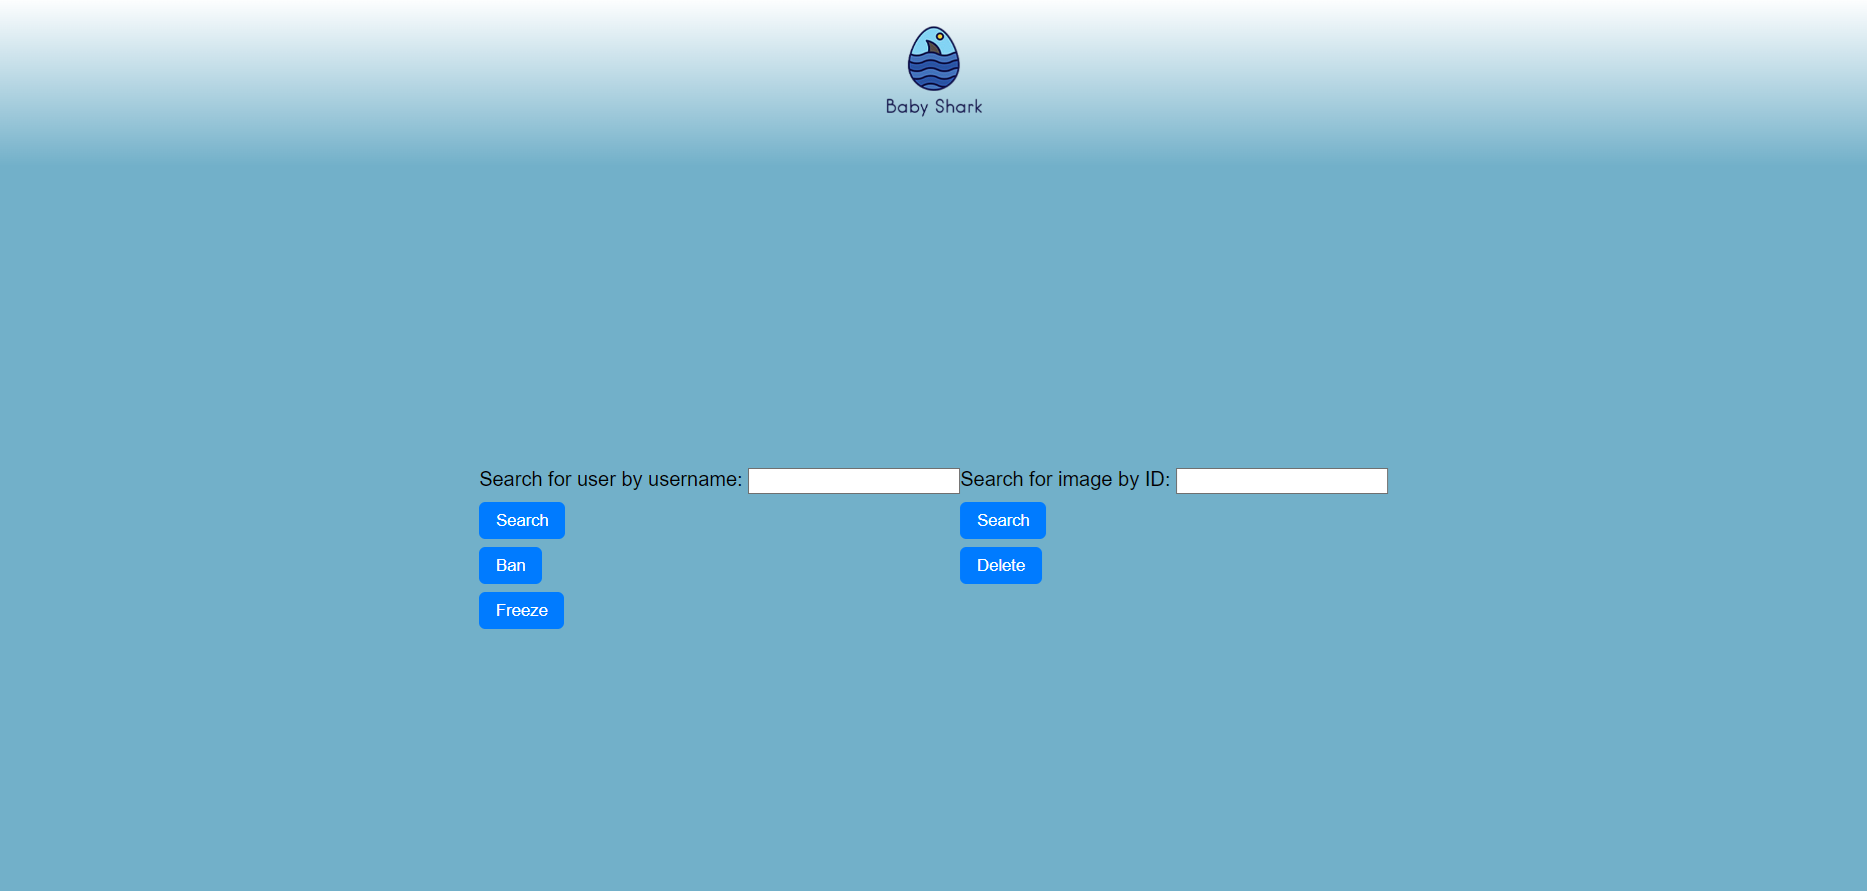 Baby Shark
Search for user by username:
Search
Ban
Freeze
Search for image by ID:
Search
Delete